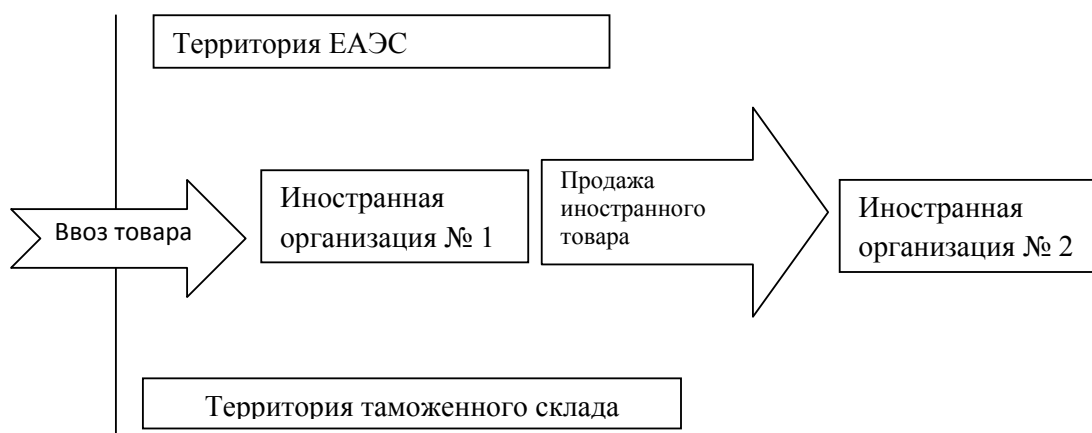 Территория ЕАЭС
Ввоз товара
Иностранная
организация № 1
Продажа
иностранного
товара
Иностранная
организация № 2
Территория таможенного склада